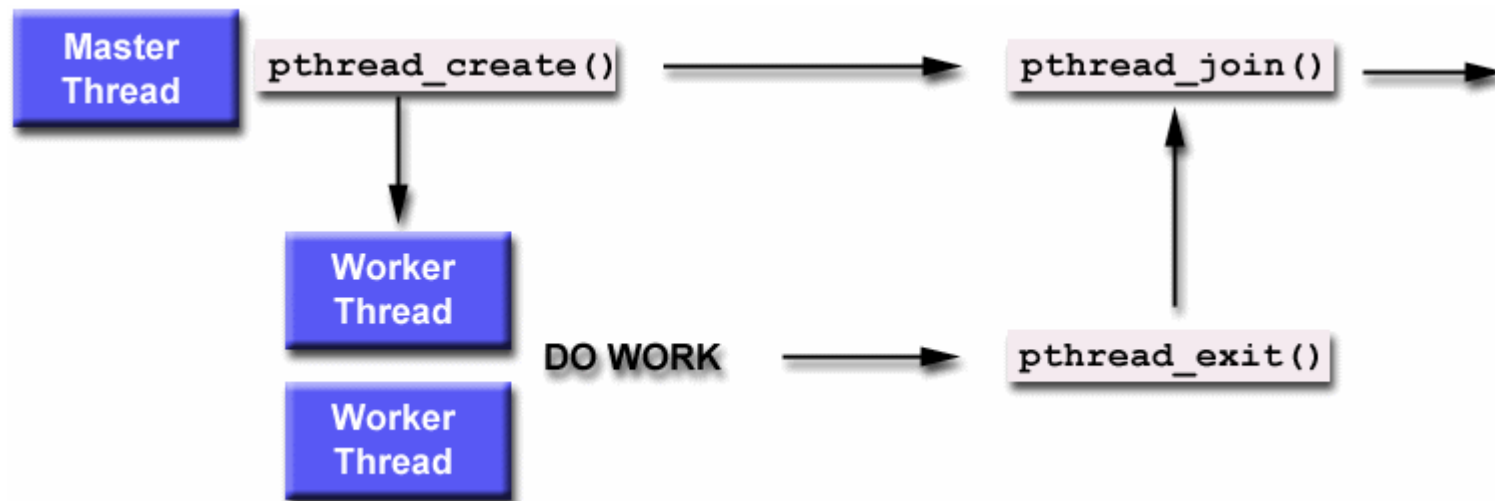 Master
Thread
pthread_create()
pthread_join()
Worker
Thread
DO WORK
pthread_exit()
Worker
Thread